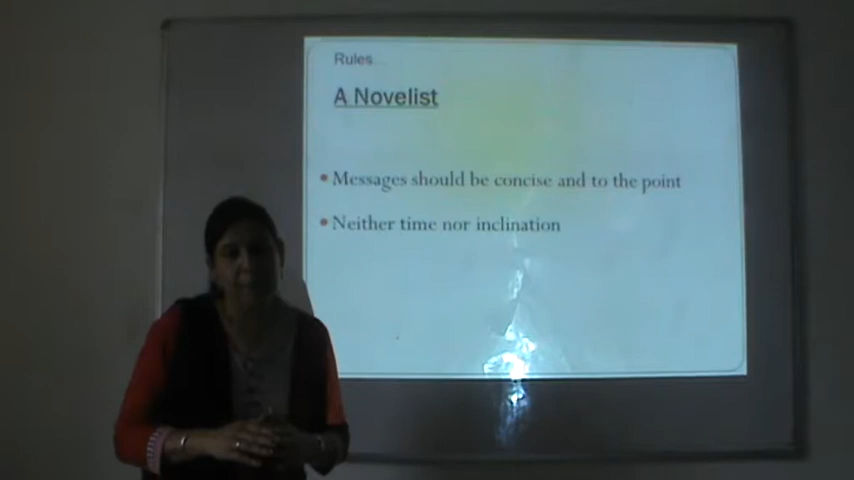 Rules...
A Novelist
• Messages should be concise and to the point
• Neither time nor inclination